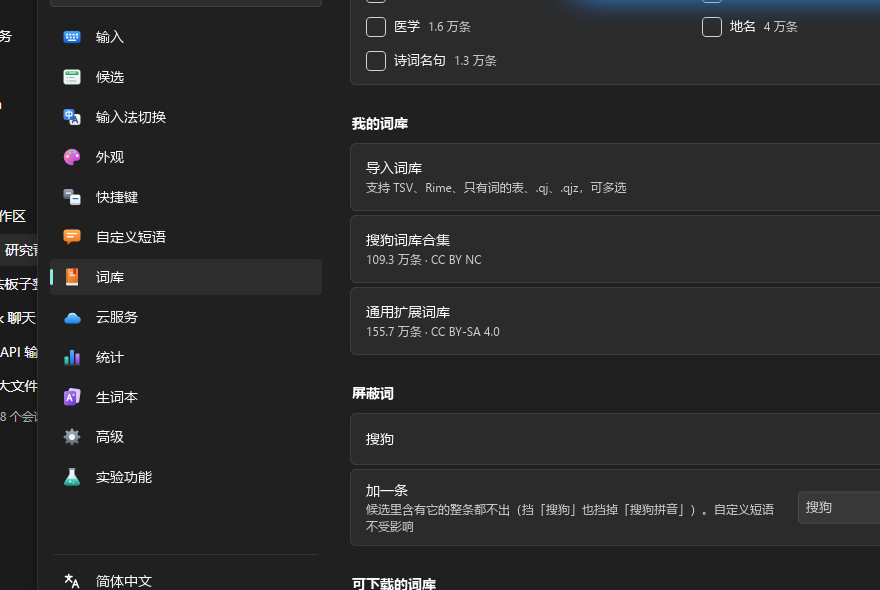 务
作区
研究
板子
聊天
API 输
大文件
8 个会
输入
候选
输入法切换
外观
快捷键
自定义短语
词库
云服务
统计
生词本
高级
实验功能
简体中文
医学 1.6 万条
地名 4 万条
诗词名句 1.3 万条
我的词库
导入词库
支持 TSV、Rime、只有词的表、.qj、.qjz，可多选
搜狗词库合集
109.3 万条 · CC BY NC
通用扩展词库
155.7 万条 · CC BY-SA 4.0
屏蔽词
搜狗
加一条
候选里含有它的整条都不出（挡「搜狗」也挡掉「搜狗拼音」）。自定义短语
不受影响
搜狗
可下载的词库